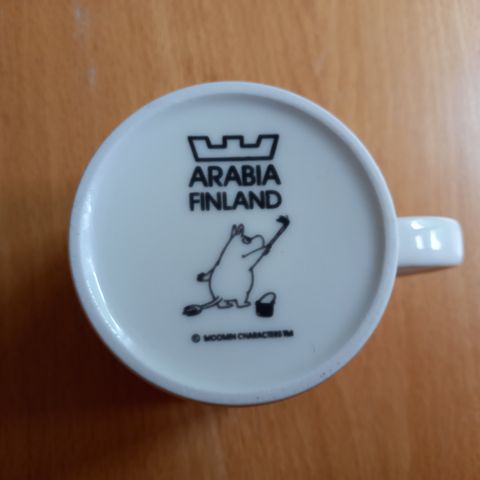 ARABIA
FINLAND
© MOOMIN CHARACTERS TM